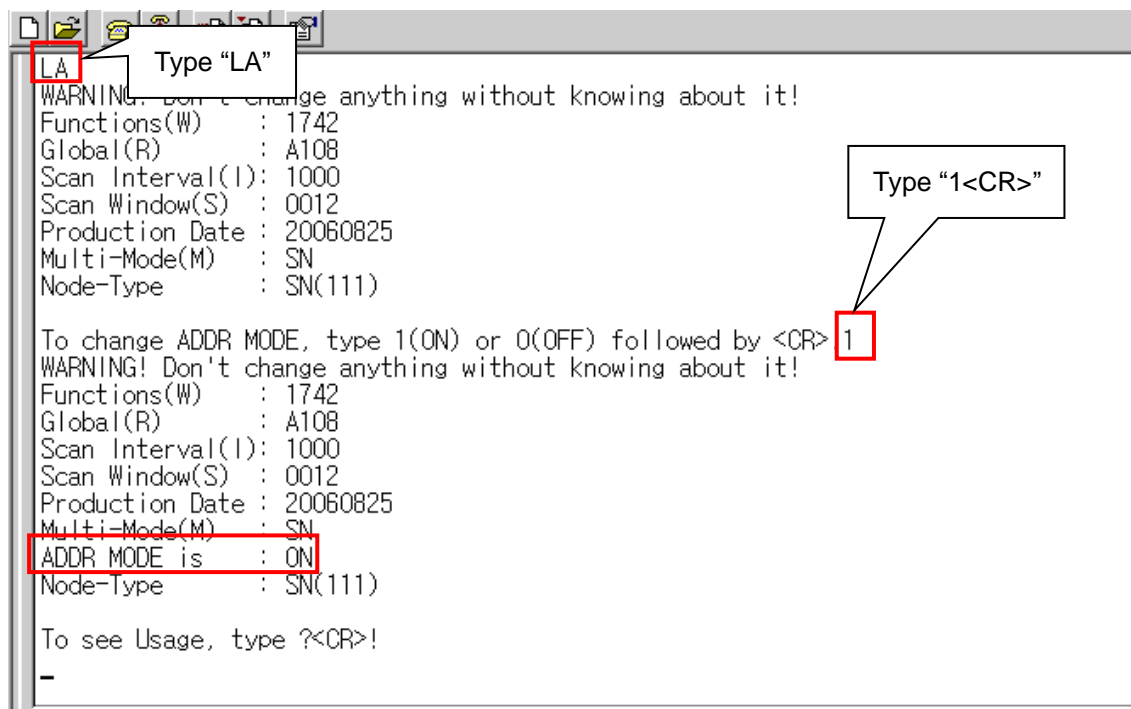 LA
Type “LA”
WARNING! Don't change anything without knowing about it!
Functions(W) : 1742
Global(R) : A108
Scan Interval(I): 1000
Scan Window(S) : 0012
Production Date : 20060825
Multi-Mode(M) : SN
Node-Type : SN(111)
Type “1<CR>”
To change ADDR MODE, type 1(ON) or 0(OFF) followed by <CR> 1
WARNING! Don't change anything without knowing about it!
Functions(W) : 1742
Global(R) : A108
Scan Interval(I): 1000
Scan Window(S) : 0012
Production Date : 20060825
Multi-Mode(M) : SN
ADDR MODE is : ON
Node-Type : SN(111)
To see Usage, type ?<CR>!